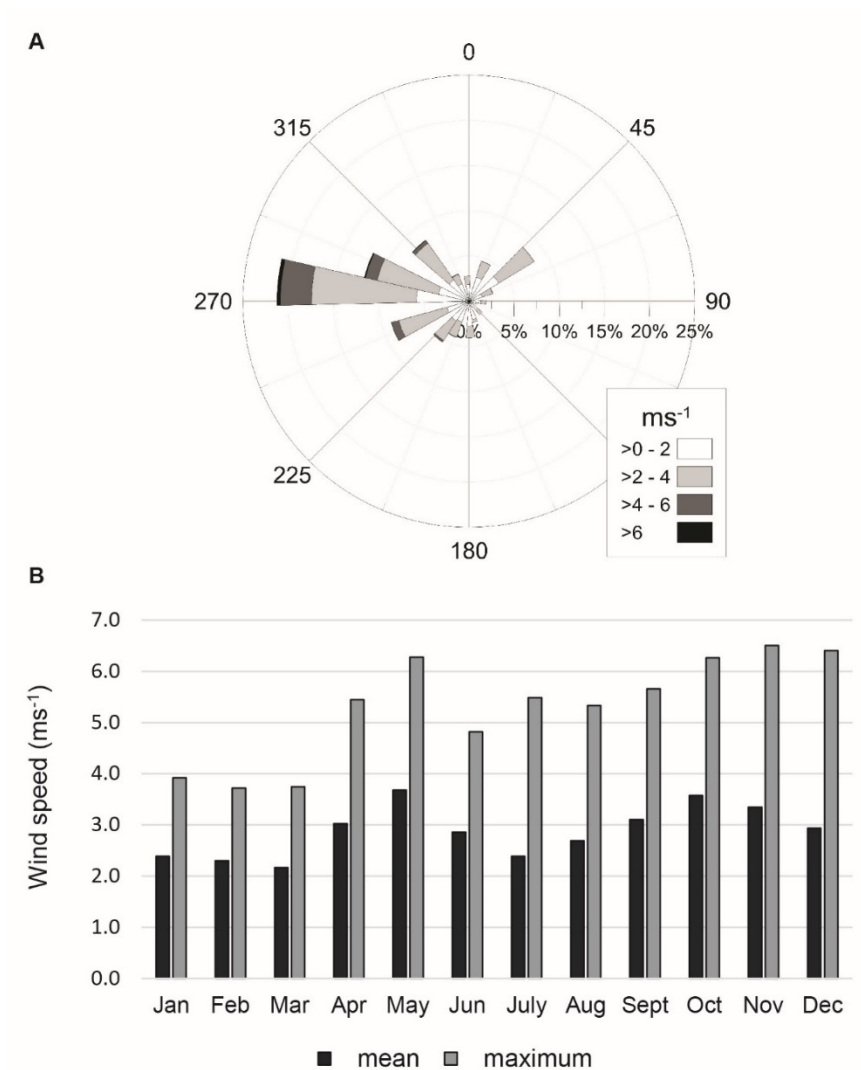 A
0
315
45
270
90
0% 5% 10% 15% 20% 25%
225
180
ms-1
>0 - 2
>2 - 4
>4 - 6
>6
B
Wind speed (ms-1)
7.0
6.0
5.0
4.0
3.0
2.0
1.0
0.0
Jan Feb Mar Apr May Jun July Aug Sept Oct Nov Dec
mean maximum